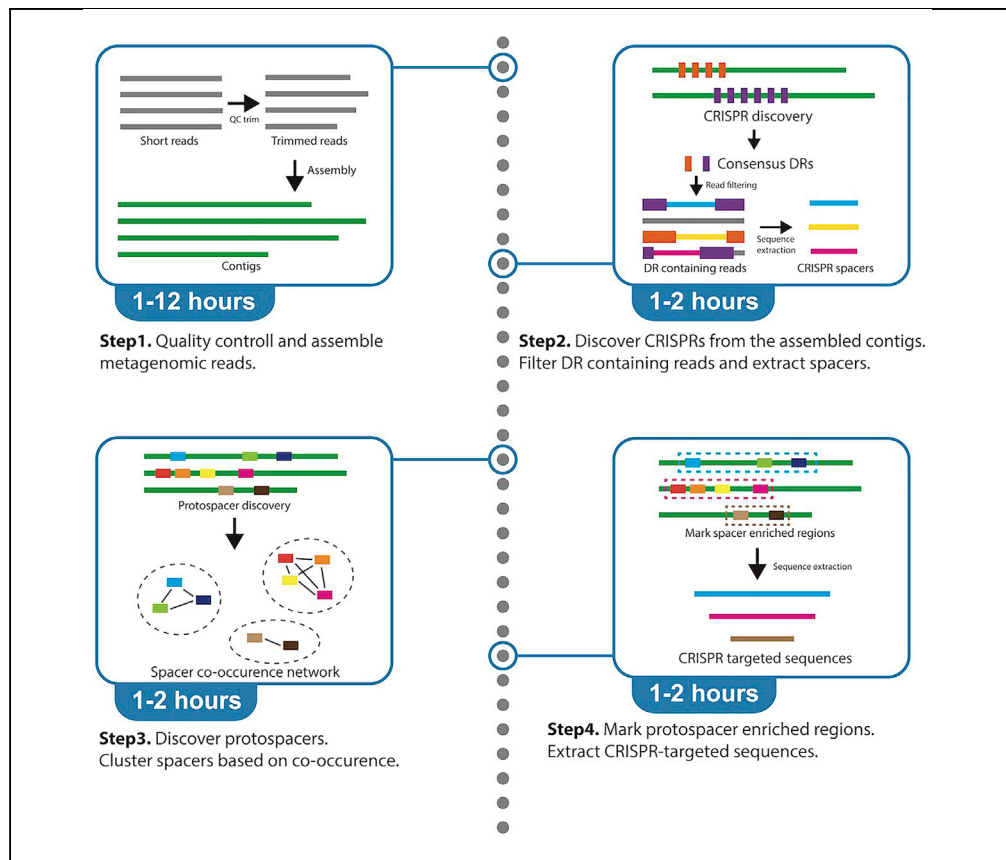 Short reads
QC trim
Trimmed reads
Assembly
Contigs
1-12 hours
Step1. Quality controll and assemble
metagenomic reads.
CRISPR discovery
Consensus DRs
Read filtering
DR containing reads
Sequence
extraction
CRISPR spacers
1-2 hours
Step2. Discover CRISPRs from the assembled contigs.
Filter DR containing reads and extract spacers.
Protospacer discovery
Spacer co-occurence network
1-2 hours
Step3. Discover protospacers.
Cluster spacers based on co-occurence.
Mark spacer enriched regions
Sequence extraction
CRISPR targeted sequences
1-2 hours
Step4. Mark protospacer enriched regions.
Extract CRISPR-targeted sequences.